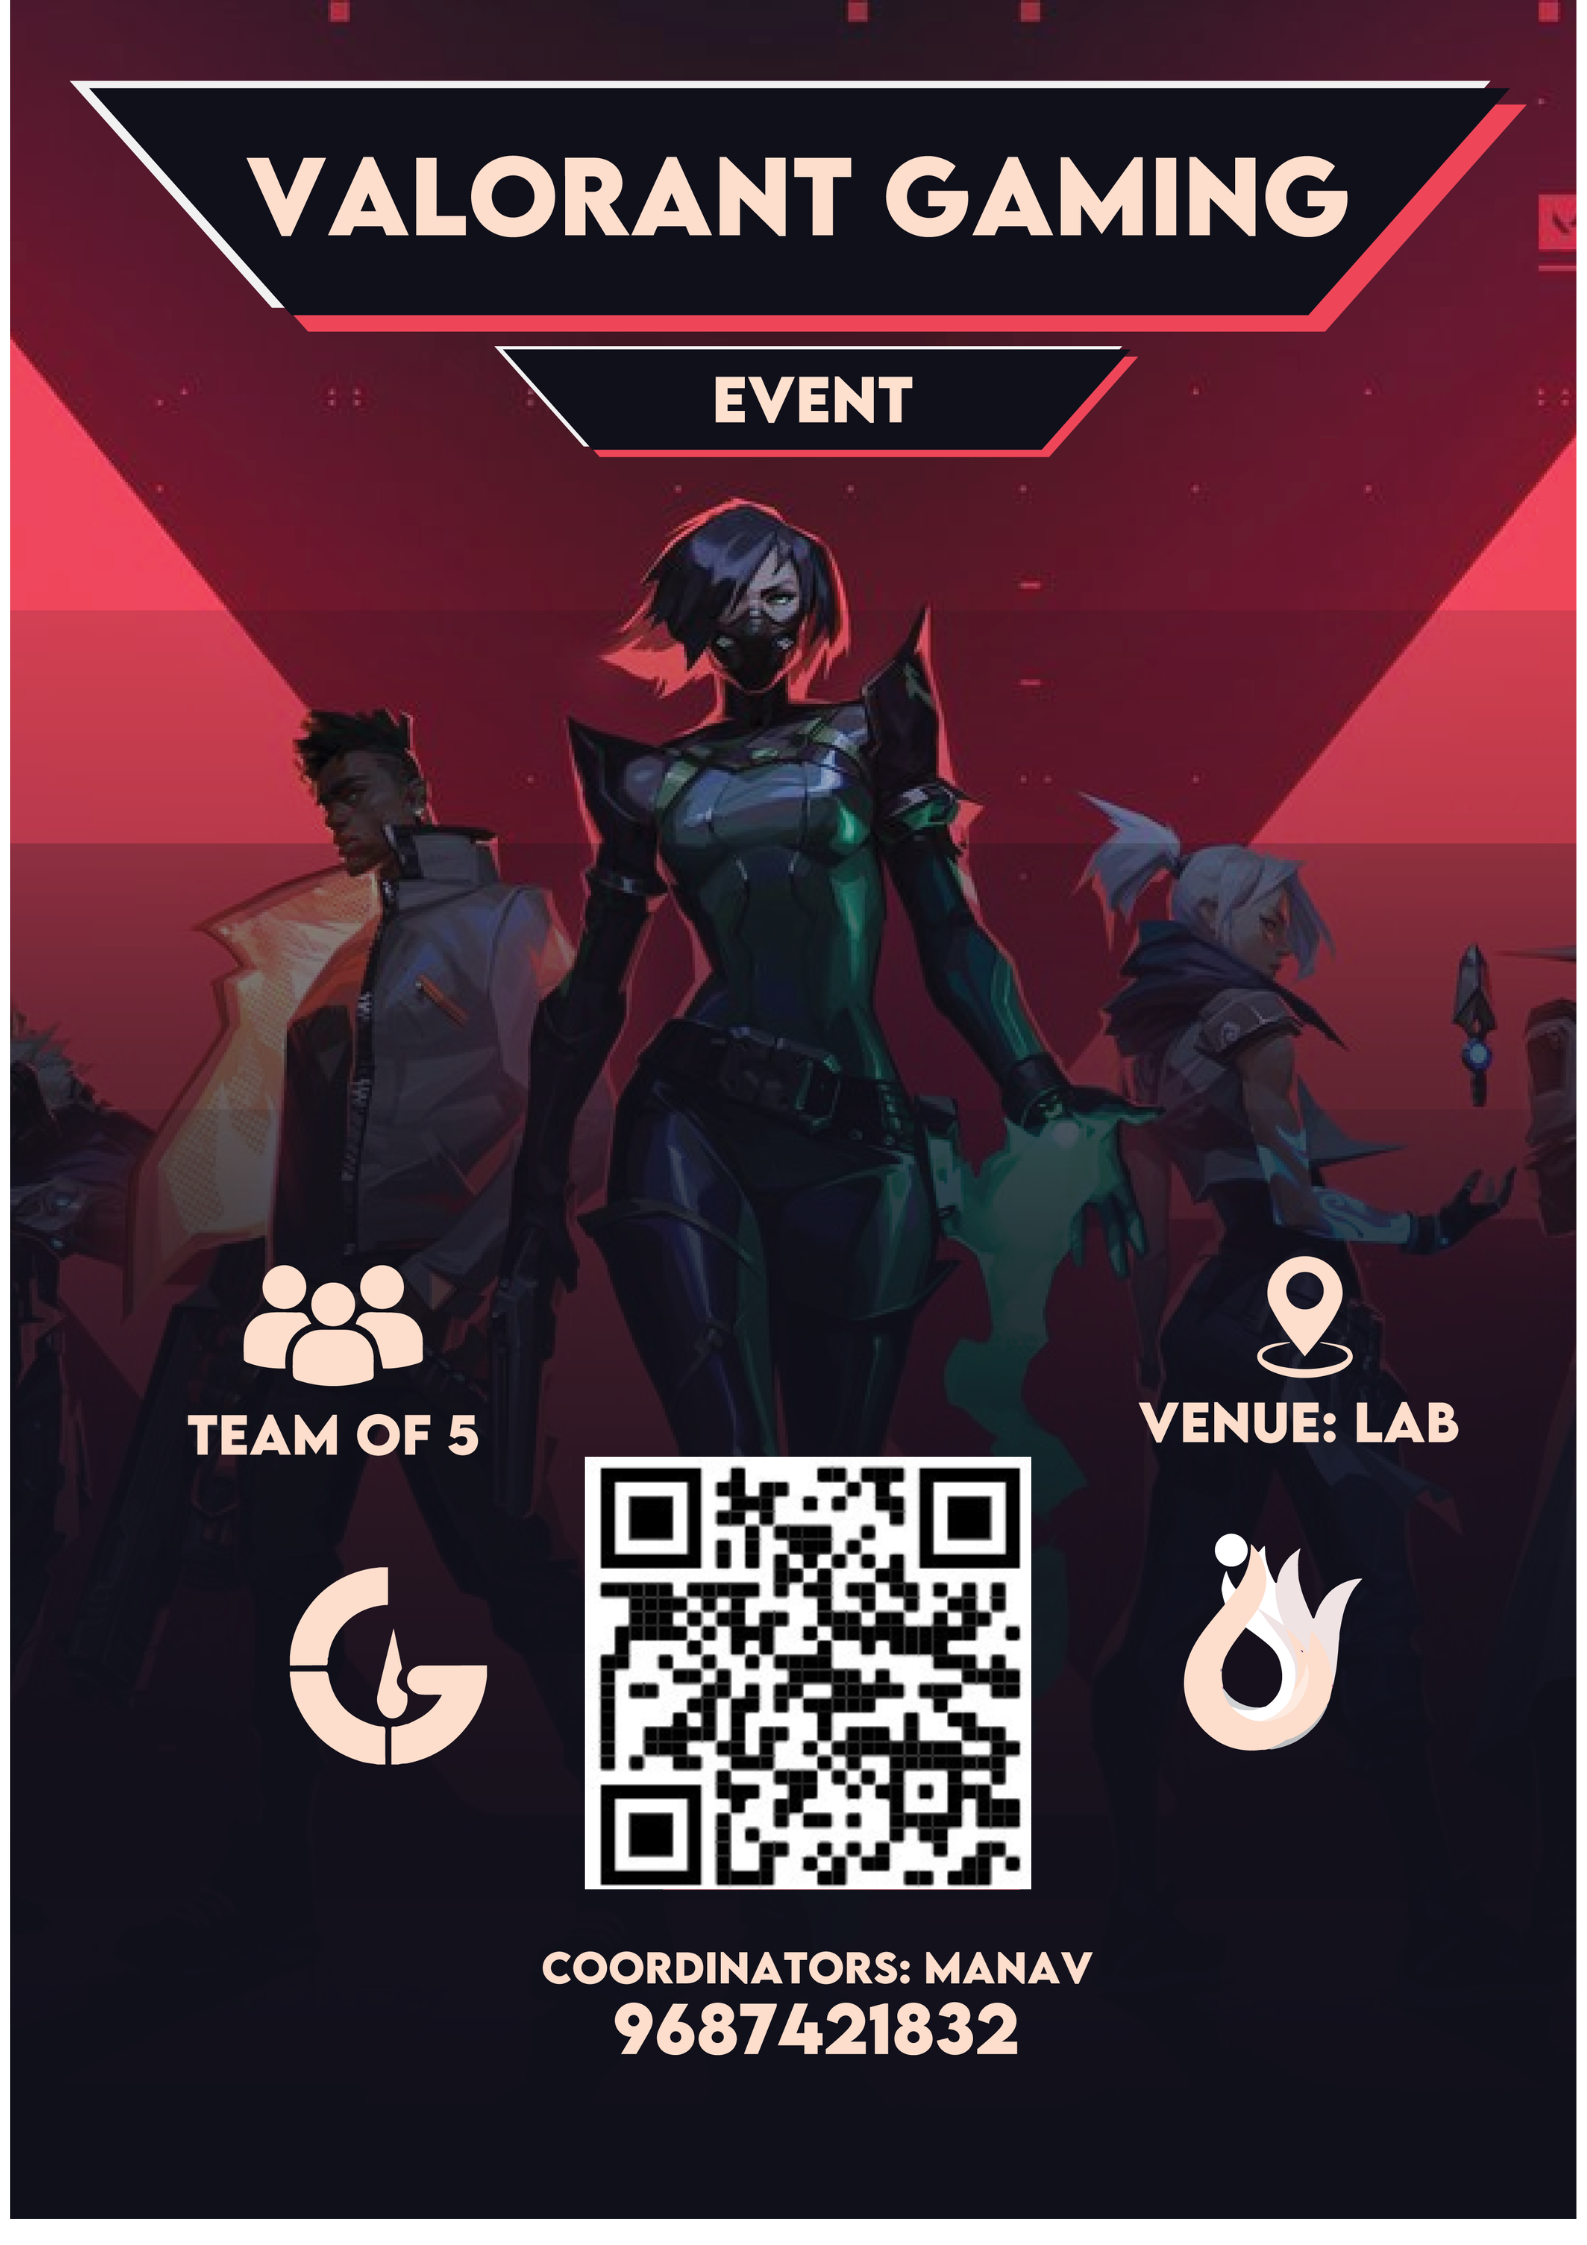 VALORANT GAMING
EVENT
TEAM OF 5
VENUE: LAB
COORDINATORS: MANAV
9687421832